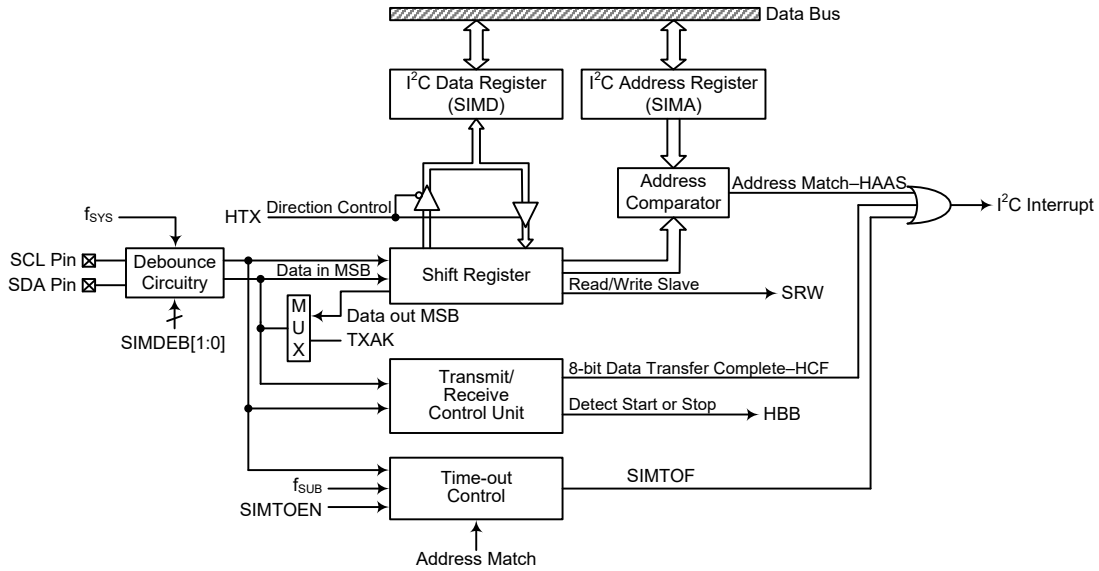 Data Bus
I²C Data Register
(SIMD)
I²C Address Register
(SIMA)
Address
Comparator
Address Match–HAAS
I²C Interrupt
HTX
Direction Control
fSYS
SCL Pin
SDA Pin
Debounce
Circuitry
Data in MSB
Shift Register
Read/Write Slave
SRW
SIMDEB[1:0]
M
U
X
Data out MSB
TXAK
Transmit/
Receive
Control Unit
8-bit Data Transfer Complete–HCF
Detect Start or Stop
HBB
fSUB
SIMTOEN
Time-out
Control
SIMTOF
Address Match